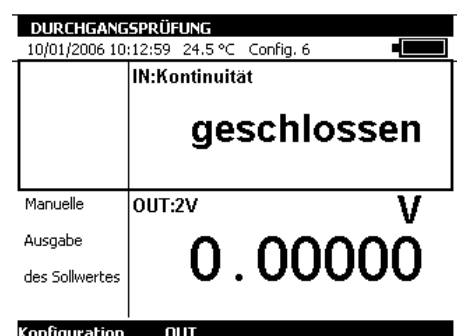 DURCHGANGSPRÜFUNG
10/01/2006 10:12:59 24.5 °C Config. 6
IN:Kontinuität
geschlossen
Manuelle
Ausgabe
des Sollwertes
OUT:2V
V
0.00000
Konfiguration OUT